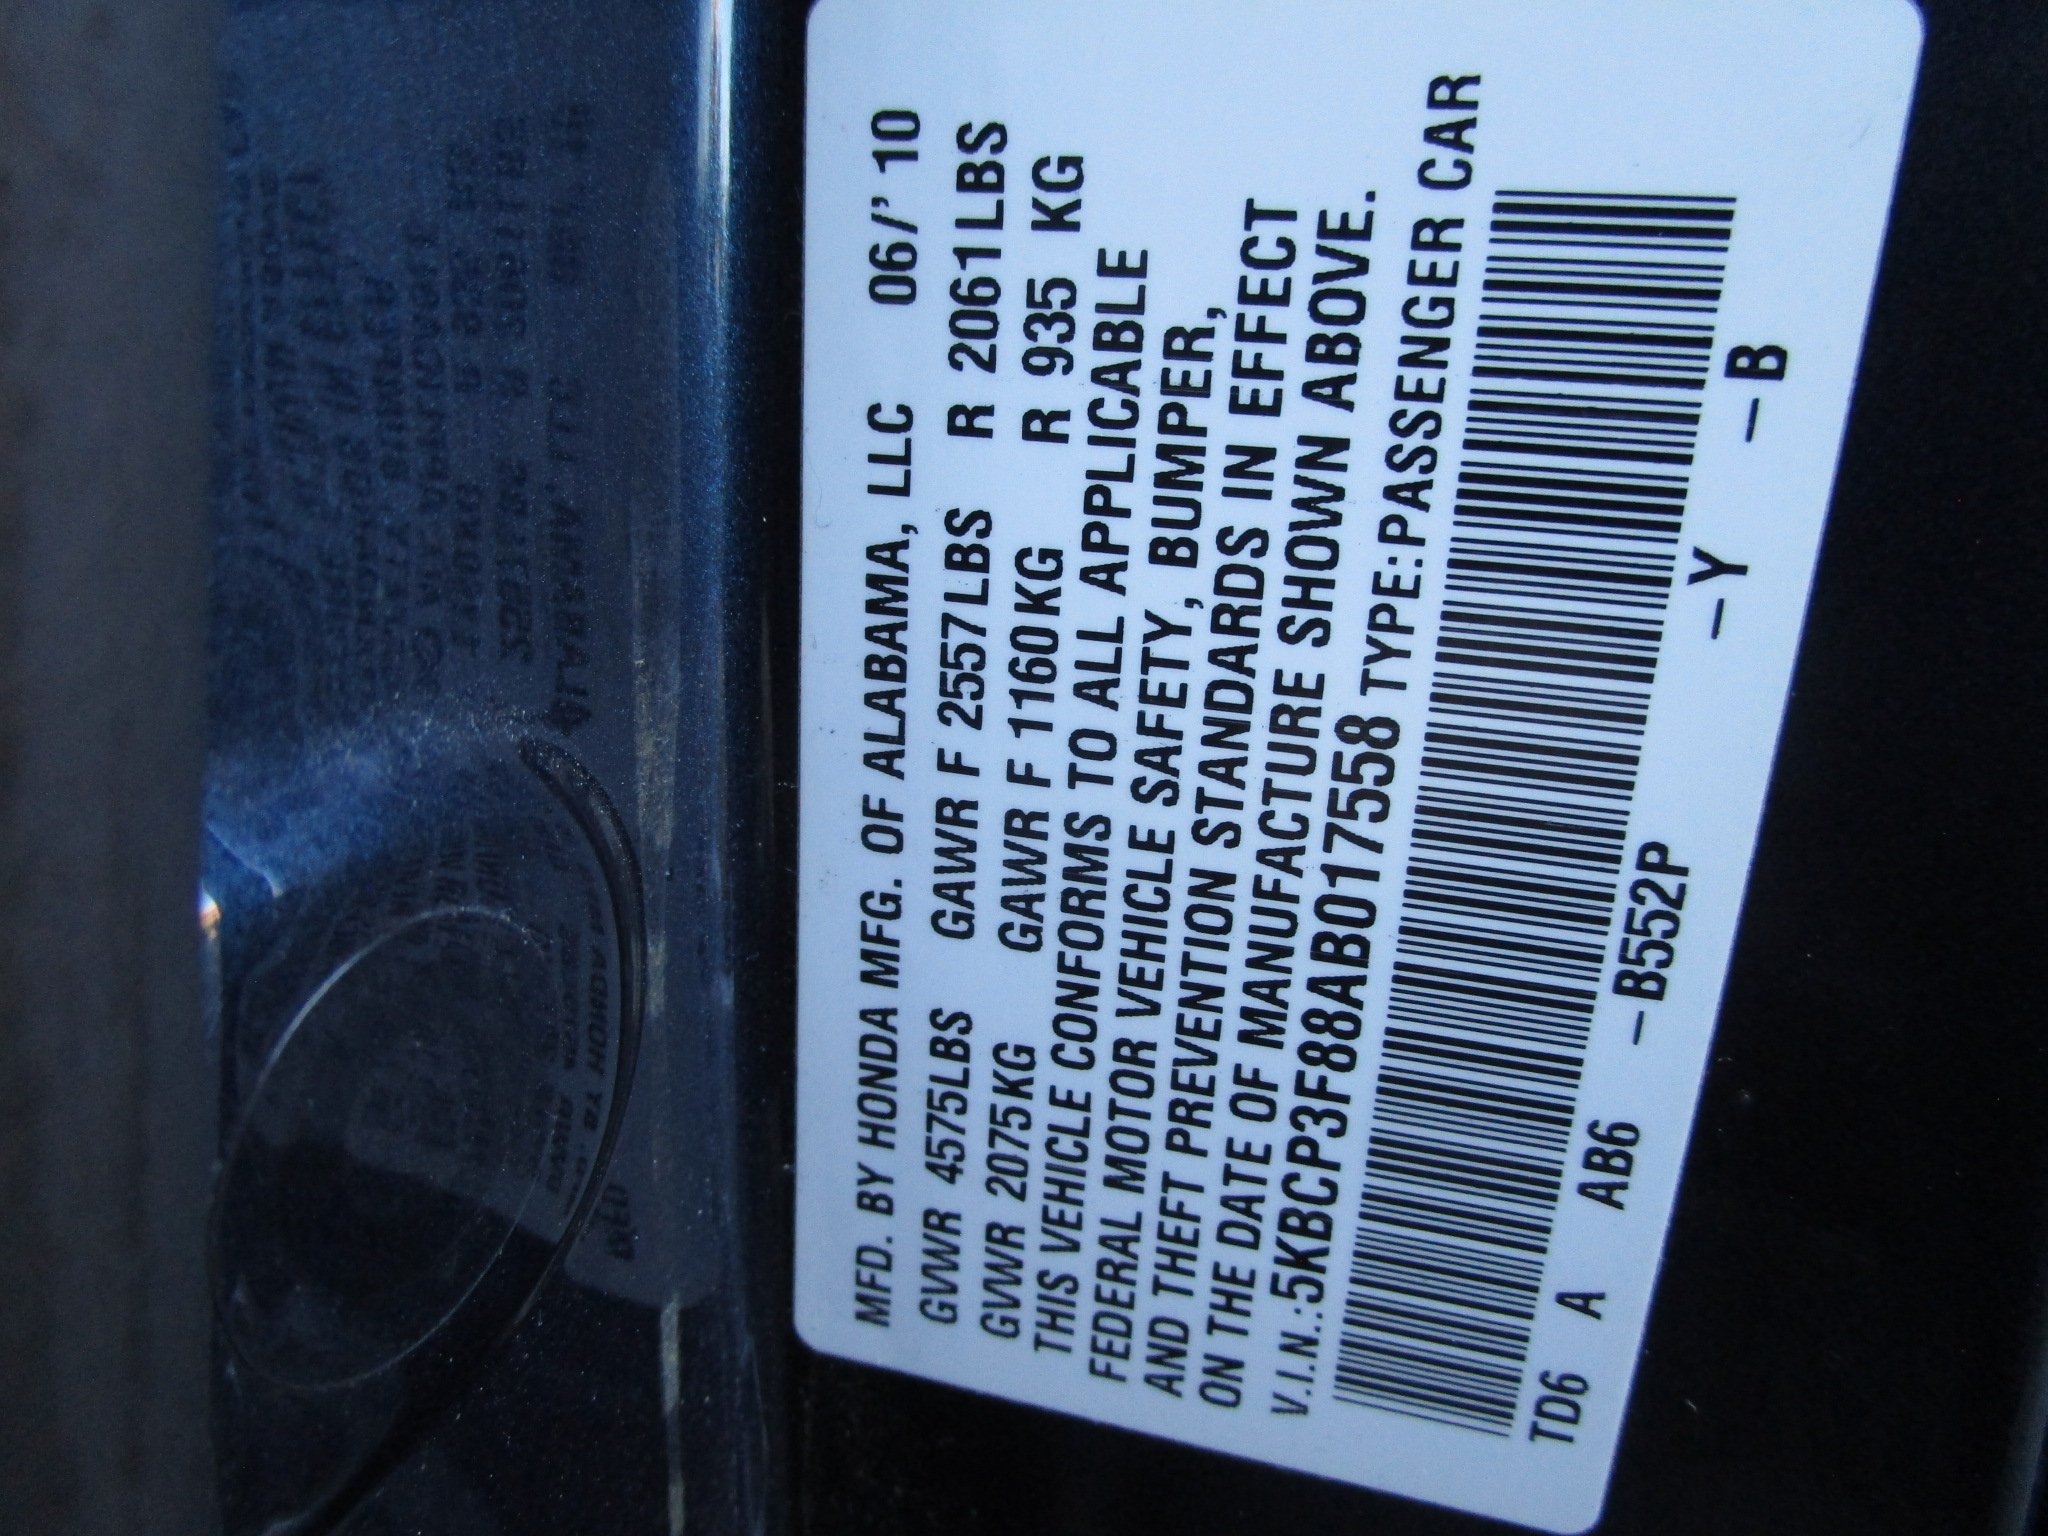 MFD. BY HONDA MFG. OF ALABAMA, LLC 06/'10
GVWR 4575LBS GAWR F 2557LBS R 2061LBS
GVWR 2075KG GAWR F 1160KG R 935 KG
THIS VEHICLE CONFORMS TO ALL APPLICABLE
FEDERAL MOTOR VEHICLE SAFETY, BUMPER,
AND THEFT PREVENTION STANDARDS IN EFFECT
ON THE DATE OF MANUFACTURE SHOWN ABOVE.
V.I.N.:5KBCP3F88AB017558 TYPE:PASSENGER CAR
TD6 A AB6 –B552P –Y –B